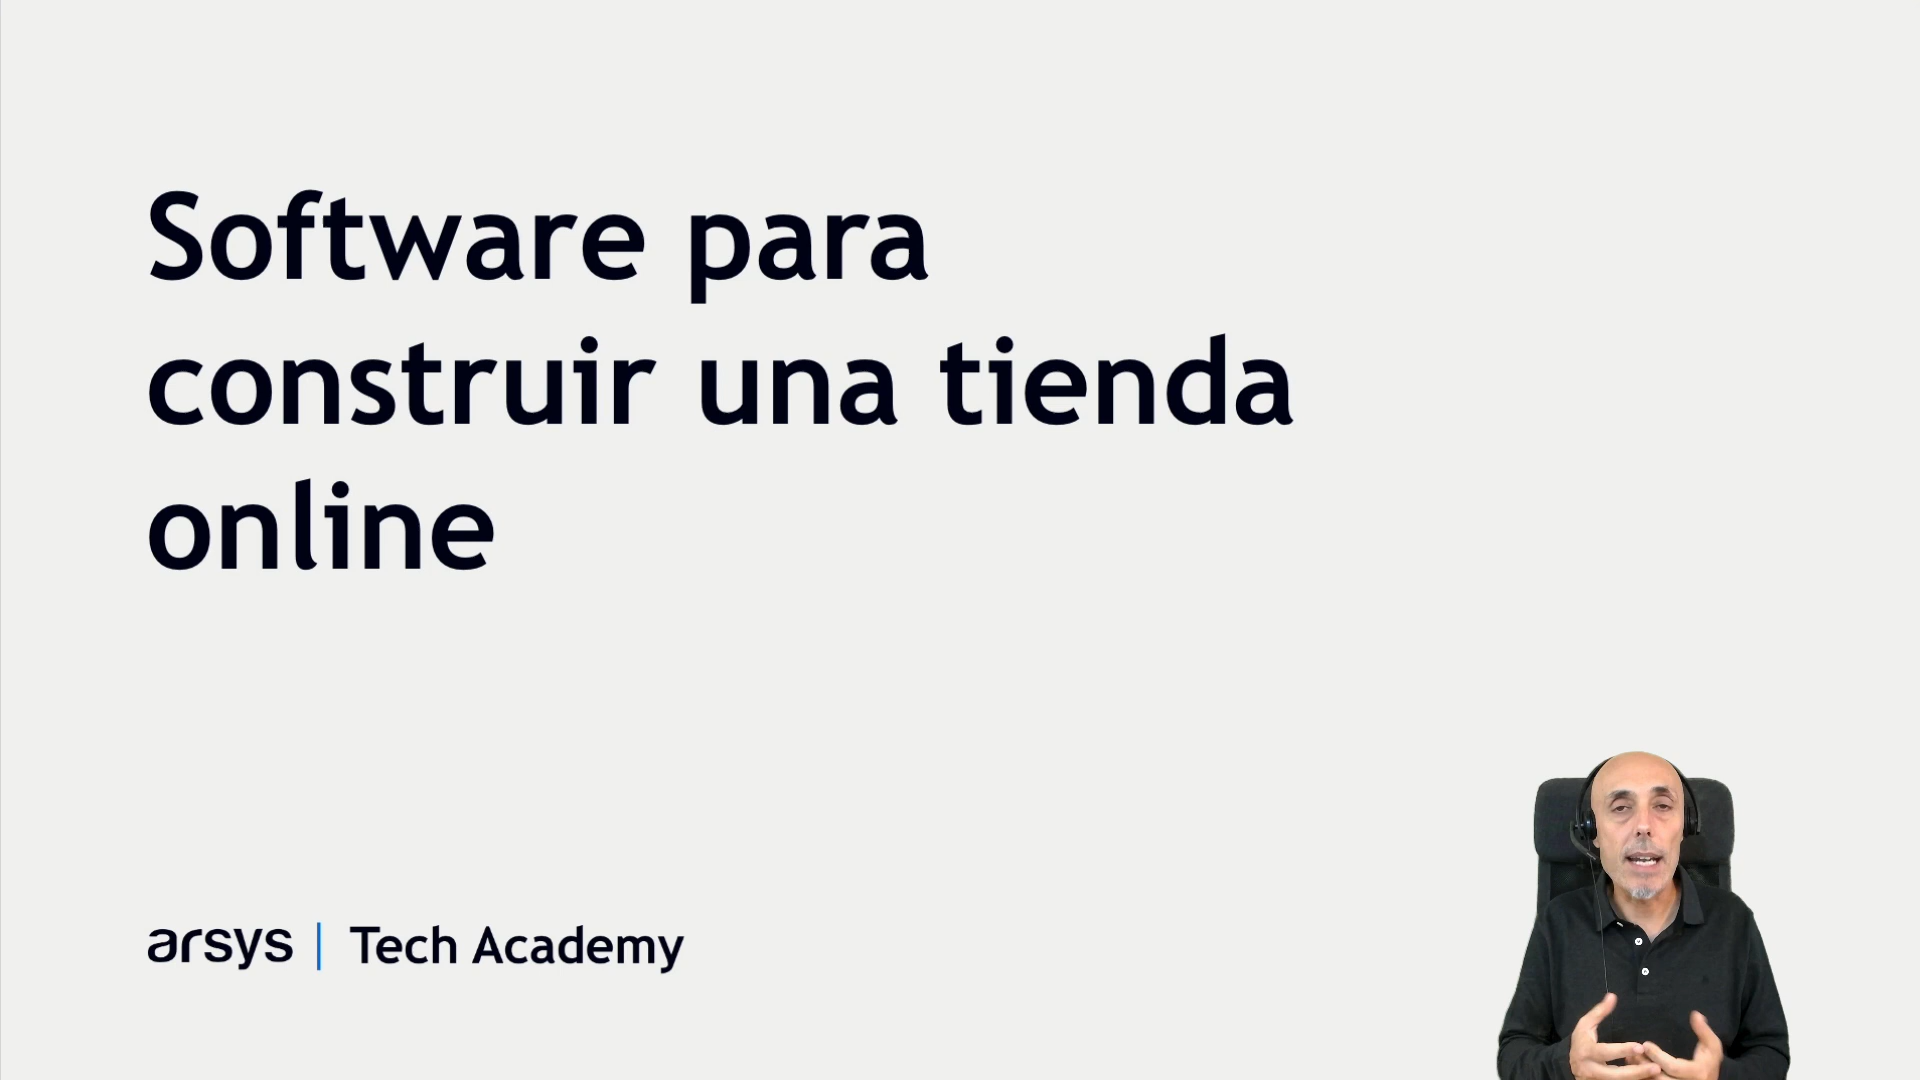 Software para
construir una tienda
online
arsys | Tech Academy